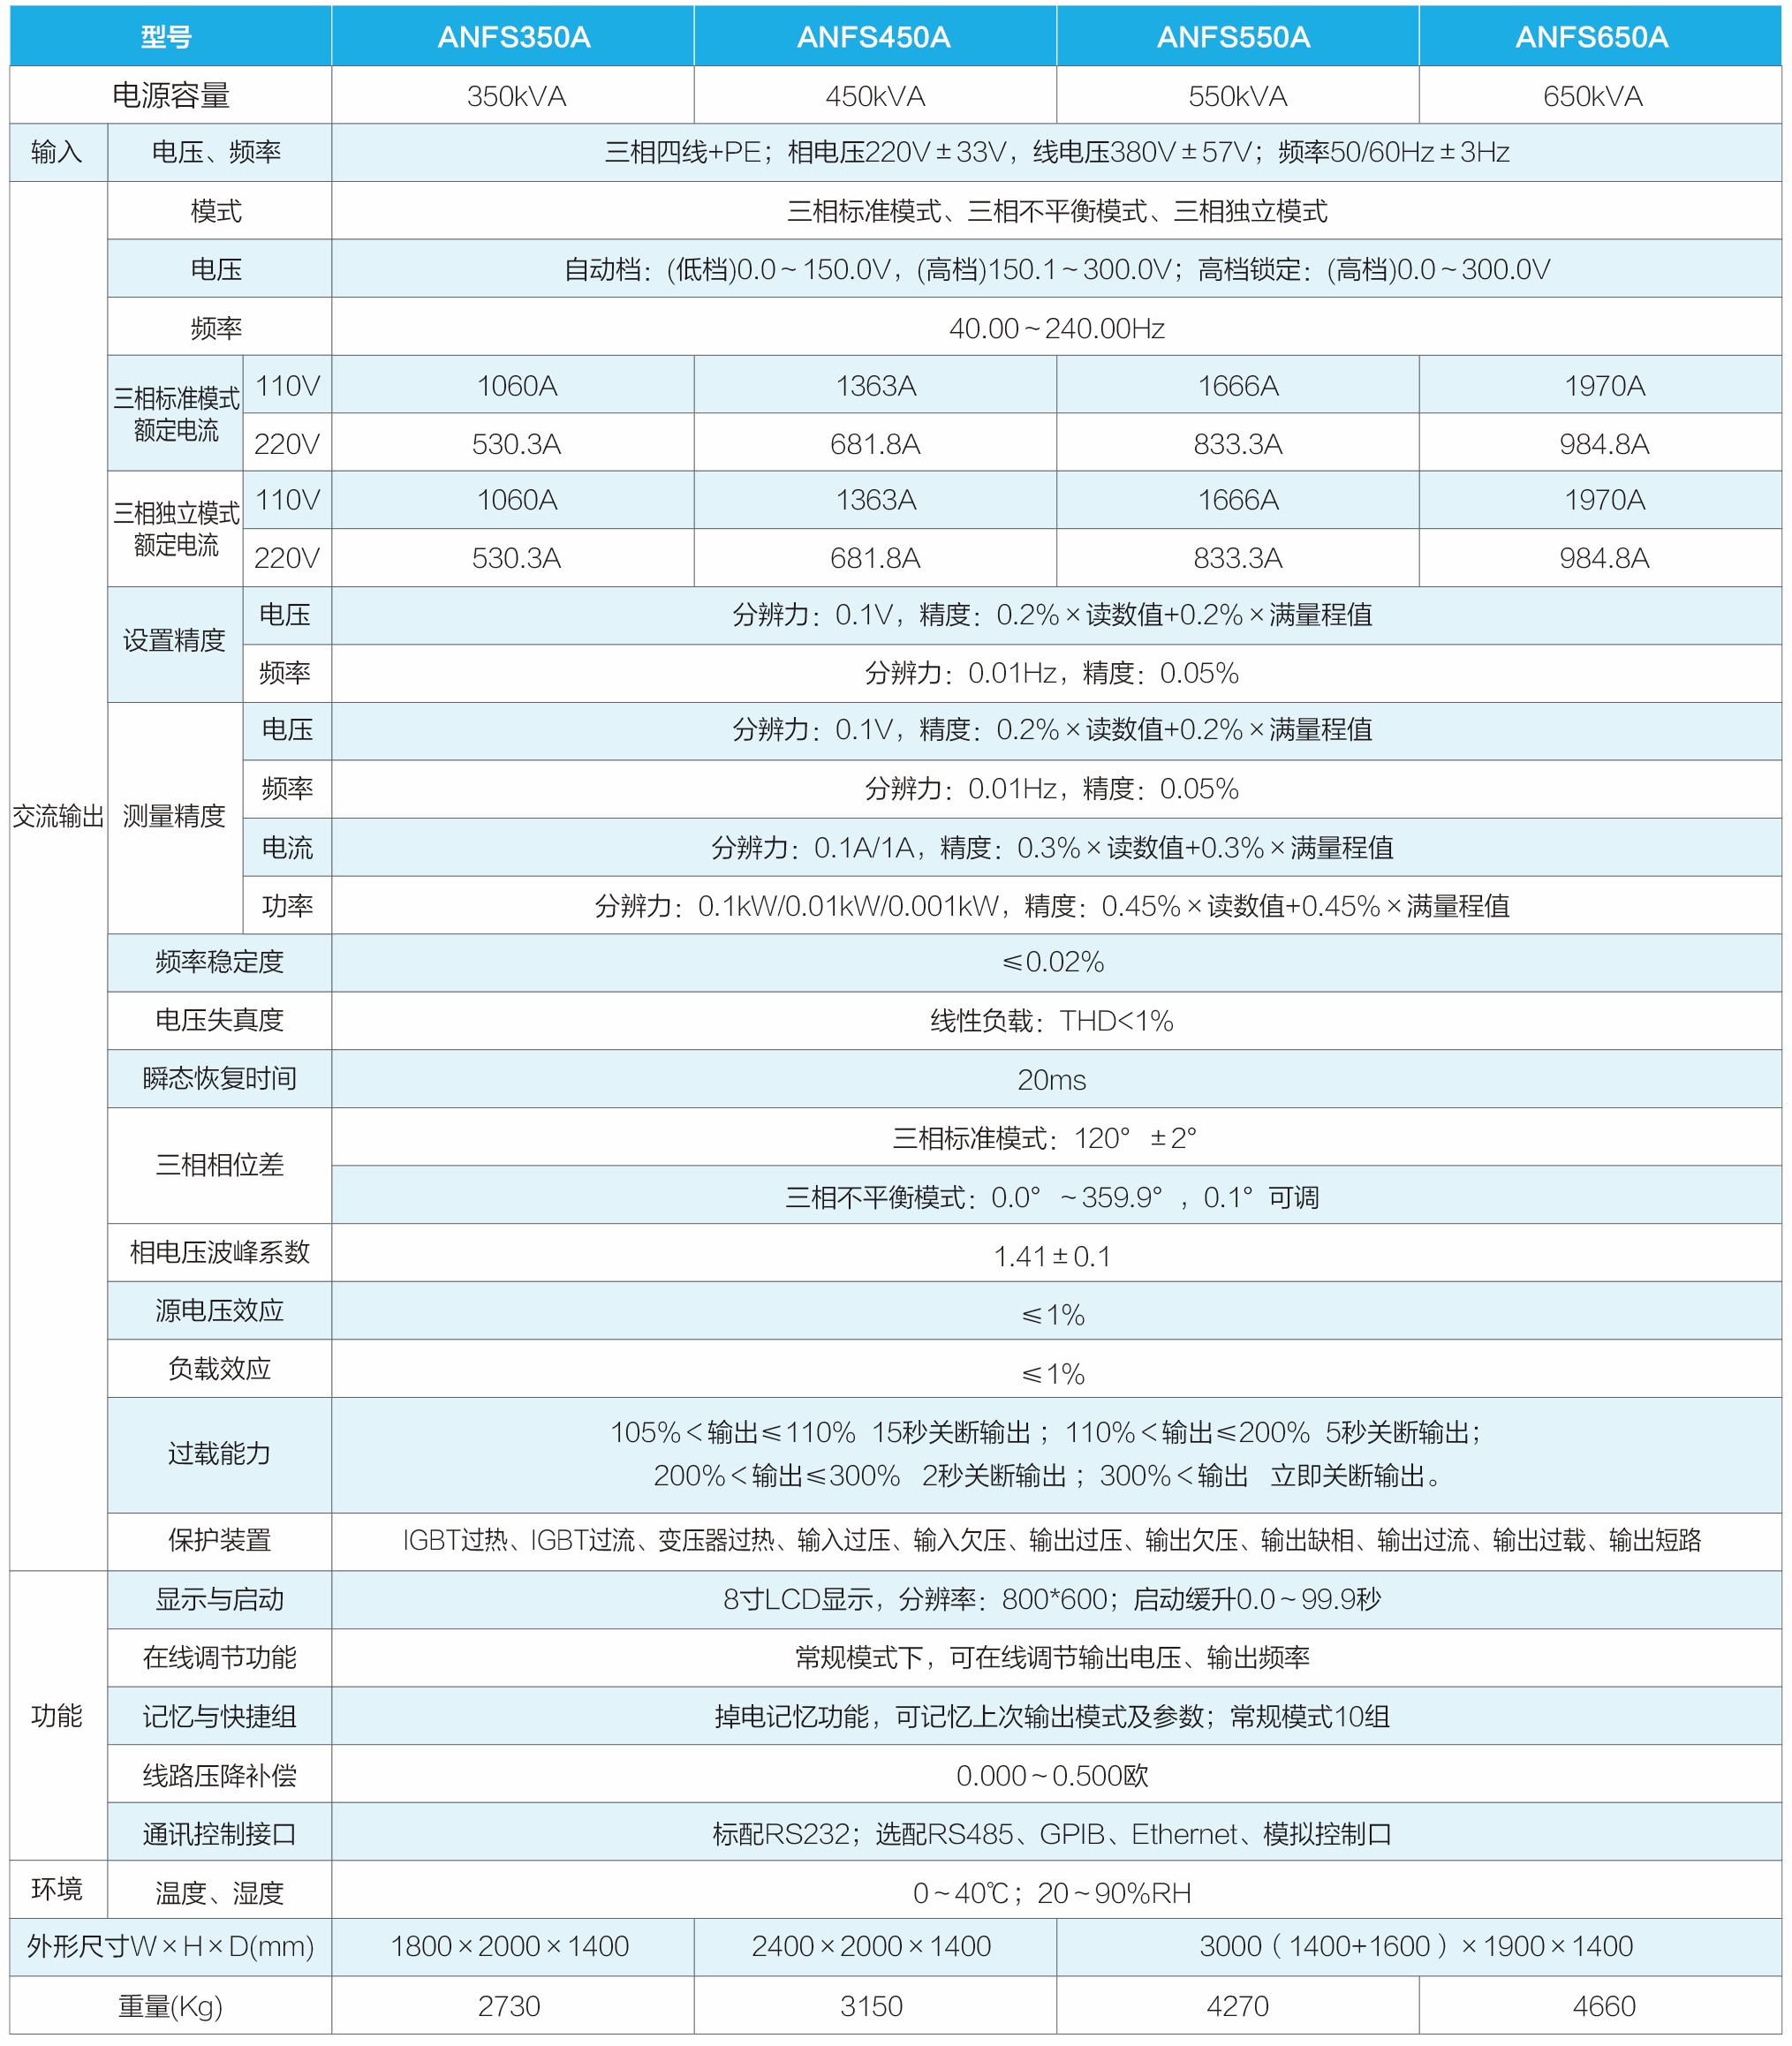 型号 ANFS350A ANFS450A ANFS550A ANFS650A
电源容量 350kVA 450kVA 550kVA 650kVA
输入 电压、频率 三相四线+PE；相电压220V±33V，线电压380V±57V；频率50/60Hz±3Hz
交流输出
模式 三相标准模式、三相不平衡模式、三相独立模式
电压 自动档：(低档)0.0～150.0V，(高档)150.1～300.0V；高档锁定：(高档)0.0～300.0V
频率 40.00～240.00Hz
三相标准模式
额定电流
110V 1060A 1363A 1666A 1970A
220V 530.3A 681.8A 833.3A 984.8A
三相独立模式
额定电流
110V 1060A 1363A 1666A 1970A
220V 530.3A 681.8A 833.3A 984.8A
设置精度
电压 分辨力：0.1V，精度：0.2%×读数值+0.2%×满量程值
频率 分辨力：0.01Hz，精度：0.05%
测量精度
电压 分辨力：0.1V，精度：0.2%×读数值+0.2%×满量程值
频率 分辨力：0.01Hz，精度：0.05%
电流 分辨力：0.1A/1A，精度：0.3%×读数值+0.3%×满量程值
功率 分辨力：0.1kW/0.01kW/0.001kW，精度：0.45%×读数值+0.45%×满量程值
频率稳定度 ≤0.02%
电压失真度 线性负载：THD<1%
瞬态恢复时间 20ms
三相相位差
三相标准模式：120° ±2°
三相不平衡模式：0.0° ～359.9° ，0.1° 可调
相电压波峰系数 1.41±0.1
源电压效应 ≤1%
负载效应 ≤1%
过载能力
105%＜输出≤110% 15秒关断输出； 110%＜输出≤200% 5秒关断输出；
200%＜输出≤300% 2秒关断输出； 300%＜输出 立即关断输出。
保护装置 IGBT过热、IGBT过流、变压器过热、输入过压、输入欠压、输出过压、输出欠压、输出缺相、输出过流、输出过载、输出短路
功能
显示与启动 8寸LCD显示，分辨率：800*600；启动缓升0.0～99.9秒
在线调节功能 常规模式下，可在线调节输出电压、输出频率
记忆与快捷组 掉电记忆功能，可记忆上次输出模式及参数；常规模式10组
线路压降补偿 0.000～0.500欧
通讯控制接口 标配RS232；选配RS485、GPIB、Ethernet、模拟控制口
环境 温度、湿度 0～40℃；20～90%RH
外形尺寸W×H×D(mm) 1800×2000×1400 2400×2000×1400 3000（1400+1600）×1900×1400
重量(Kg) 2730 3150 4270 4660